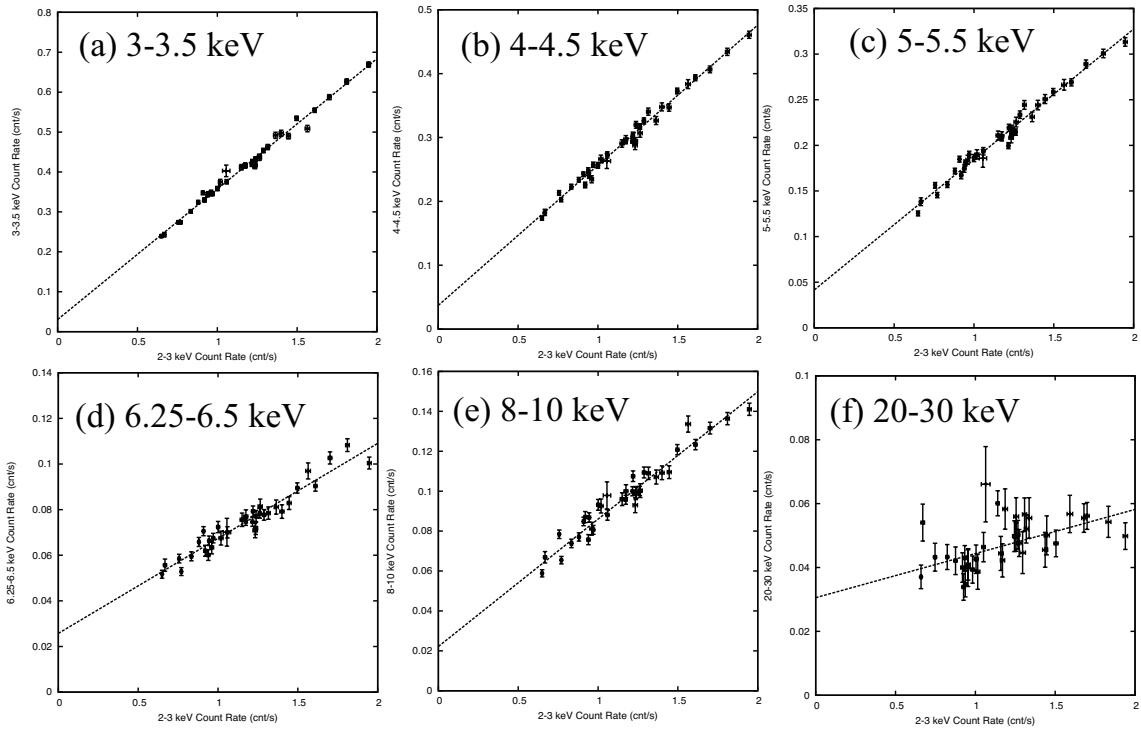 (a) 3-3.5 keV
3-3.5 keV Count Rate (cnt/s)
0.8
0.7
0.6
0.5
0.4
0.3
0.2
0.1
0
0 0.5 1 1.5 2
2-3 keV Count Rate (cnt/s)
(b) 4-4.5 keV
4-4.5 keV Count Rate (cnt/s)
0.5
0.4
0.3
0.2
0.1
0
0 0.5 1 1.5 2
2-3 keV Count Rate (cnt/s)
(c) 5-5.5 keV
5-5.5 keV Count Rate (cnt/s)
0.35
0.3
0.25
0.2
0.15
0.1
0.05
0
0 0.5 1 1.5 2
2-3 keV Count Rate (cnt/s)
(d) 6.25-6.5 keV
6.25-6.5 keV Count Rate (cnt/s)
0.14
0.12
0.1
0.08
0.06
0.04
0.02
0
0 0.5 1 1.5 2
2-3 keV Count Rate (cnt/s)
(e) 8-10 keV
8-10 keV Count Rate (cnt/s)
0.16
0.14
0.12
0.1
0.08
0.06
0.04
0.02
0
0 0.5 1 1.5 2
2-3 keV Count Rate (cnt/s)
(f) 20-30 keV
20-30 keV Count Rate (cnt/s)
0.1
0.08
0.06
0.04
0.02
0
0 0.5 1 1.5 2
2-3 keV Count Rate (cnt/s)